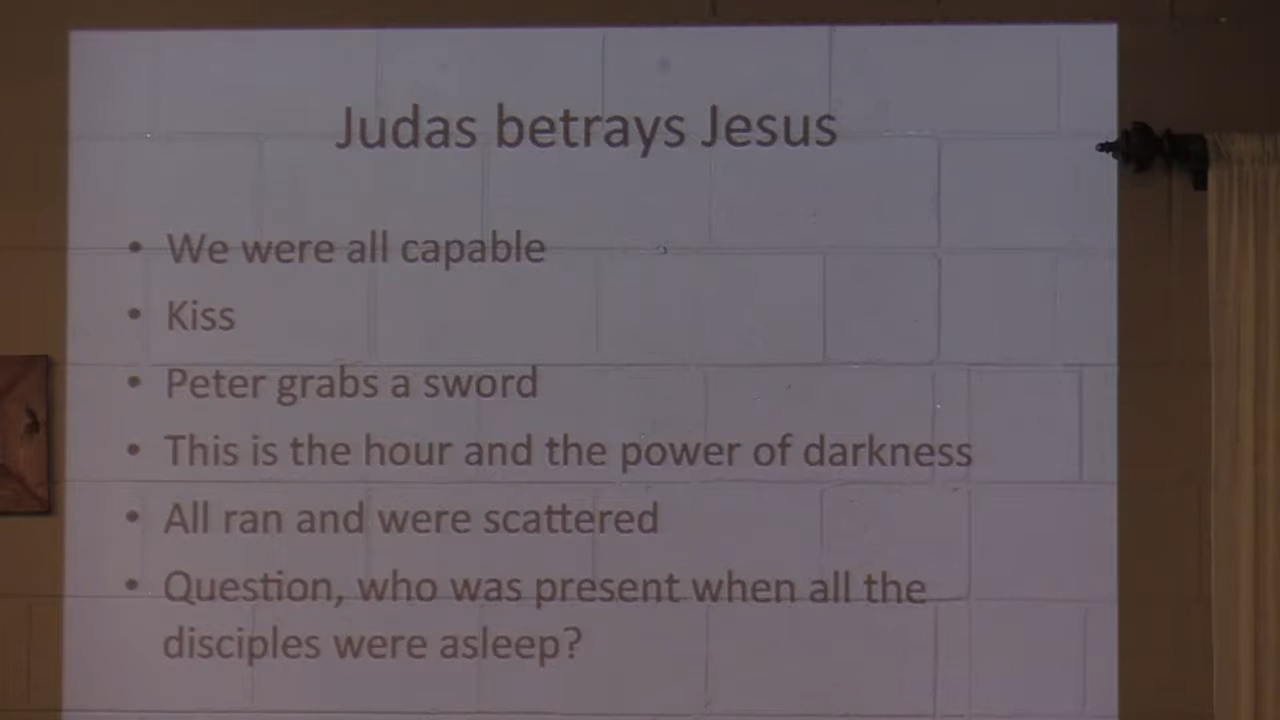 Judas betrays Jesus
• We were all capable
• Kiss
• Peter grabs a sword
• This is the hour and the power of darkness
• All ran and were scattered
• Question, who was present when all the
disciples were asleep?